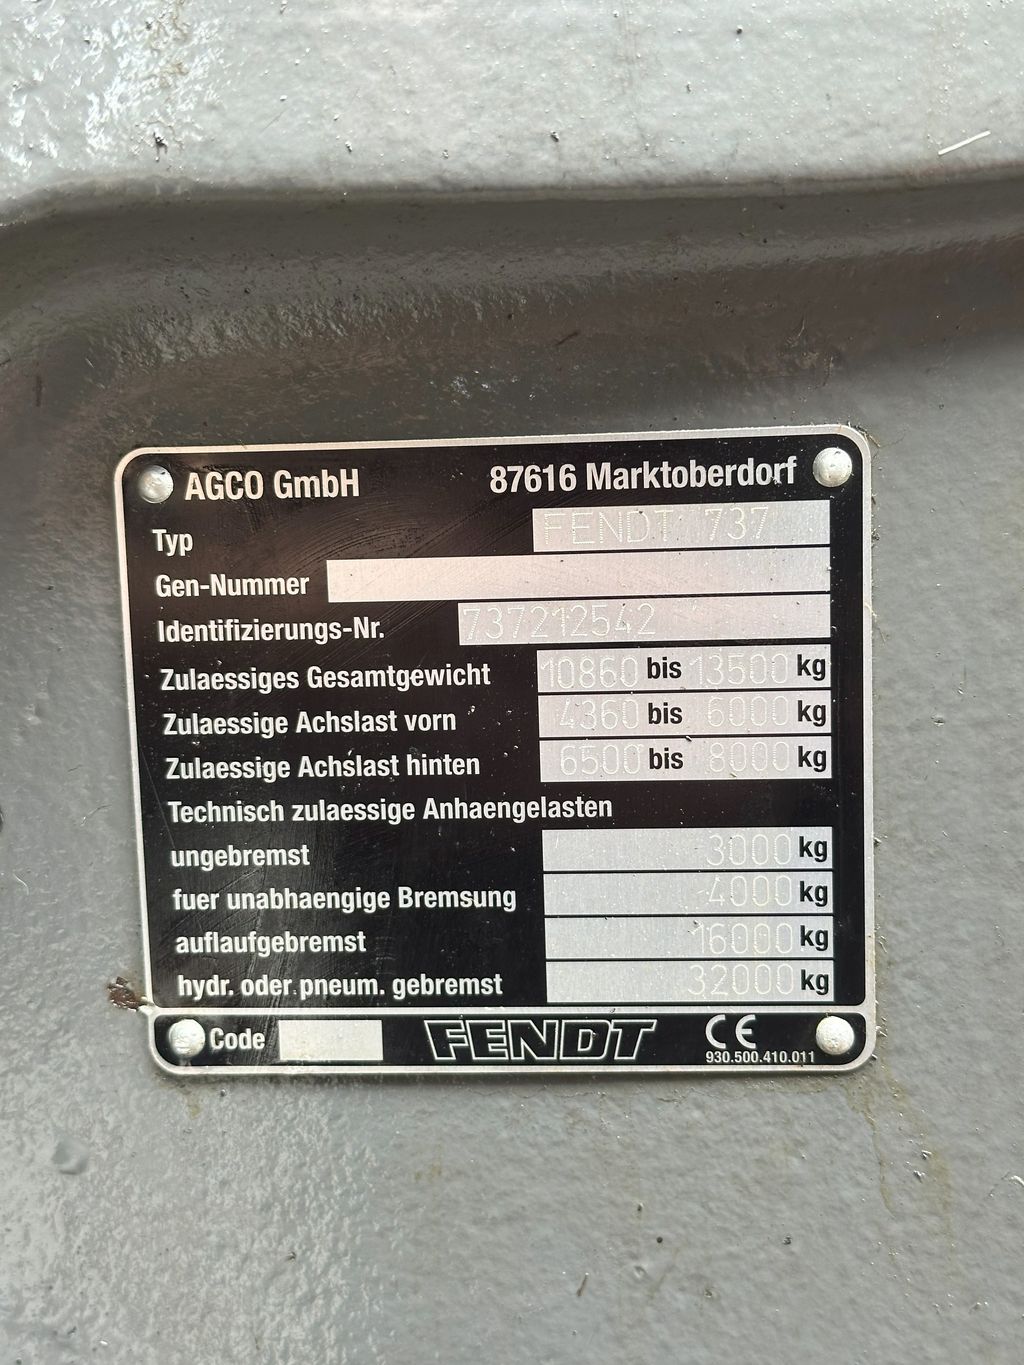 AGCO GmbH 87616 Marktoberdorf
Typ FENDT 737
Gen-Nummer
Identifizierungs-Nr. 737212542
Zulaessiges Gesamtgewicht 10860 bis 13500 kg
Zulaessige Achslast vorn 4360 bis 6000 kg
Zulaessige Achslast hinten 6500 bis 8000 kg
Technisch zulaessige Anhaengelasten
ungebremst 3000 kg
fuer unabhaengige Bremsung 4000 kg
auflaufgebremst 16000 kg
hydr. oder pneum. gebremst 32000 kg
Code FENDT CE
930.500.410.011